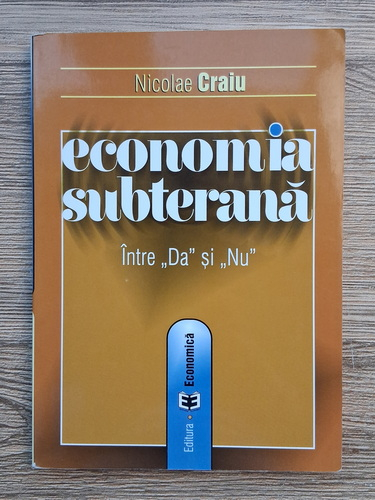 Nicolae Craiu
economia
subterană
Între „Da” și „Nu”
Editura · Economică